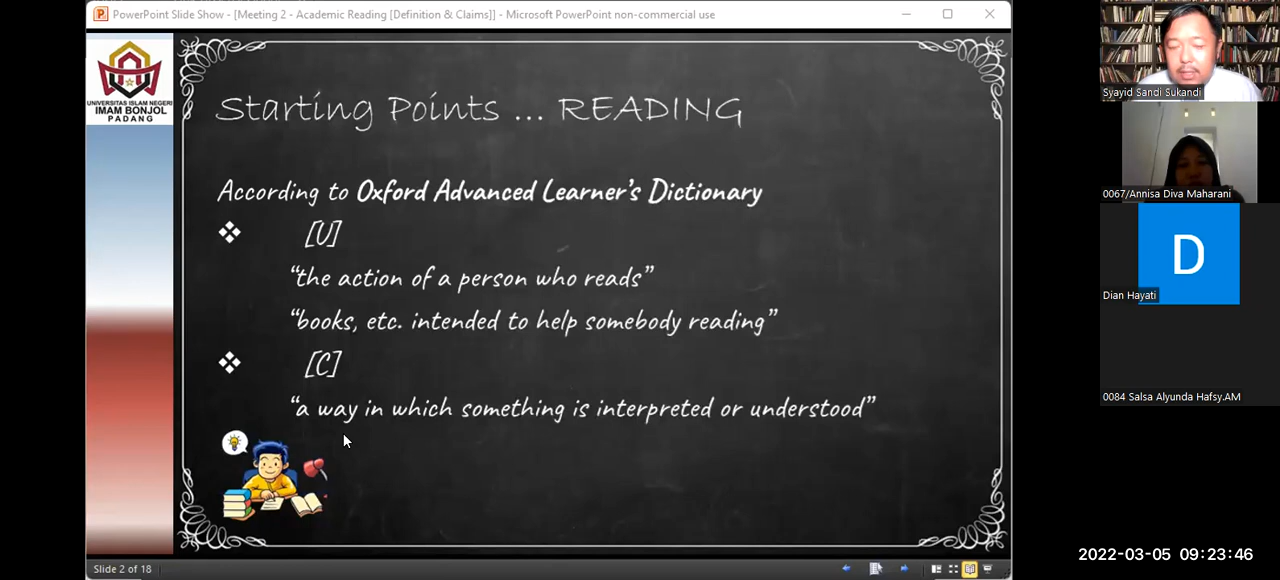 PowerPoint Slide Show - [Meeting 2 - Academic Reading [Definition & Claims]] - Microsoft PowerPoint non-commercial use
UNIVERSITAS ISLAM NEGERI
IMAM BONJOL
PADANG
Starting Points ... READING
According to Oxford Advanced Learner's Dictionary
[U]
“the action of a person who reads”
“books, etc. intended to help somebody reading”
[C]
“a way in which something is interpreted or understood”
Slide 2 of 18
Syayid Sandi Sukandi
0067/Annisa Diva Maharani
D
Dian Hayati
0084 Salsa Alyunda Hafsy.AM
2022-03-05 09:23:46